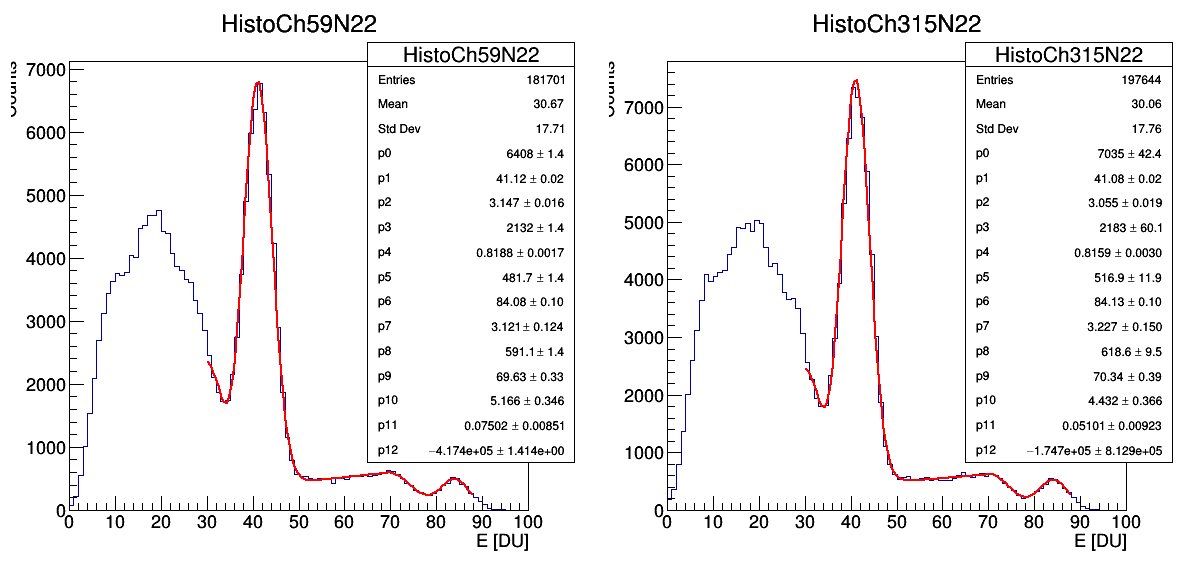 HistoCh59N22
HistoCh59N22
Entries 181701
Mean 30.67
Std Dev 17.71
p0 6408 ± 1.4
p1 41.12 ± 0.02
p2 3.147 ± 0.016
p3 2132 ± 1.4
p4 0.8188 ± 0.0017
p5 481.7 ± 1.4
p6 84.08 ± 0.10
p7 3.121 ± 0.124
p8 591.1 ± 1.4
p9 69.63 ± 0.33
p10 5.166 ± 0.346
p11 0.07502 ± 0.00851
p12 −4.174e+05 ± 1.414e+00
7000
6000
5000
4000
3000
2000
1000
0
0 10 20 30 40 50 60 70 80 90 100
E [DU]
HistoCh315N22
HistoCh315N22
Entries 197644
Mean 30.06
Std Dev 17.76
p0 7035 ± 42.4
p1 41.08 ± 0.02
p2 3.055 ± 0.019
p3 2183 ± 60.1
p4 0.8159 ± 0.0030
p5 516.9 ± 11.9
p6 84.13 ± 0.10
p7 3.227 ± 0.150
p8 618.6 ± 9.5
p9 70.34 ± 0.39
p10 4.432 ± 0.366
p11 0.05101 ± 0.00923
p12 −1.747e+05 ± 8.129e+05
7000
6000
5000
4000
3000
2000
1000
0
0 10 20 30 40 50 60 70 80 90 100
E [DU]